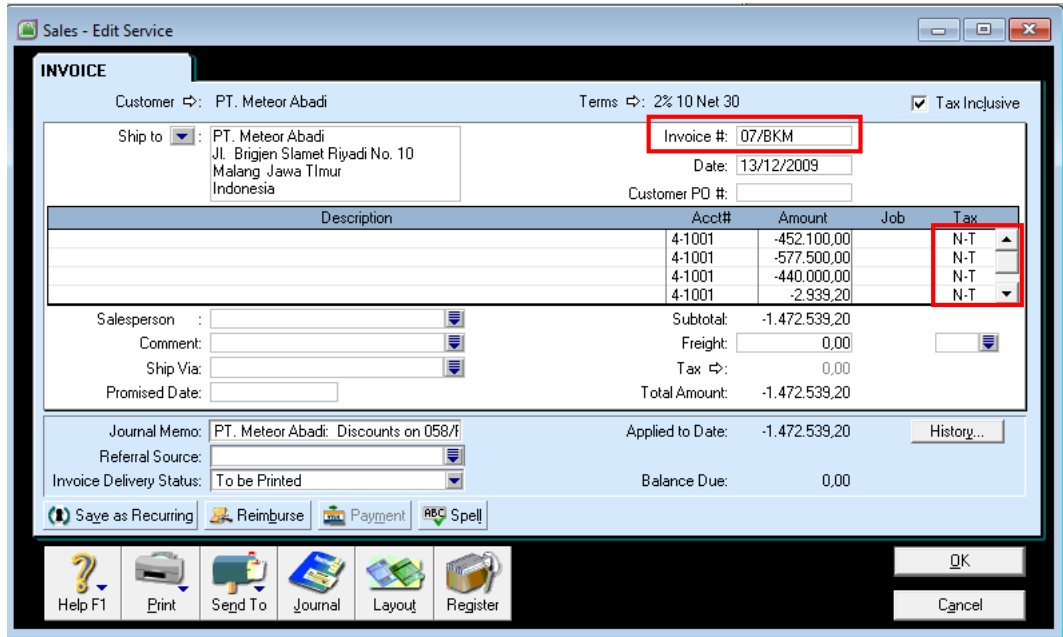 Sales - Edit Service
INVOICE
Customer ⇨: PT. Meteor Abadi
Terms ⇨: 2% 10 Net 30
Tax Inclusive
Ship to : PT. Meteor Abadi
Jl. Brigjen Slamet Riyadi No. 10
Malang Jawa TImur
Indonesia
Invoice #: 07/BKM
Date: 13/12/2009
Customer PO #:
Description Acct# Amount Job Tax
4-1001 -452.100,00 N-T
4-1001 -577.500,00 N-T
4-1001 -440.000,00 N-T
4-1001 -2.939,20 N-T
Salesperson : Subtotal: -1.472.539,20
Comment: Freight: 0,00
Ship Via: Tax ⇨: 0,00
Promised Date: Total Amount: -1.472.539,20
Journal Memo: PT. Meteor Abadi: Discounts on 058/F Applied to Date: -1.472.539,20 History...
Referral Source:
Invoice Delivery Status: To be Printed Balance Due: 0,00
Save as Recurring Reimburse Payment ABC Spell
OK
Help F1 Print Send To Journal Layout Register
Cancel